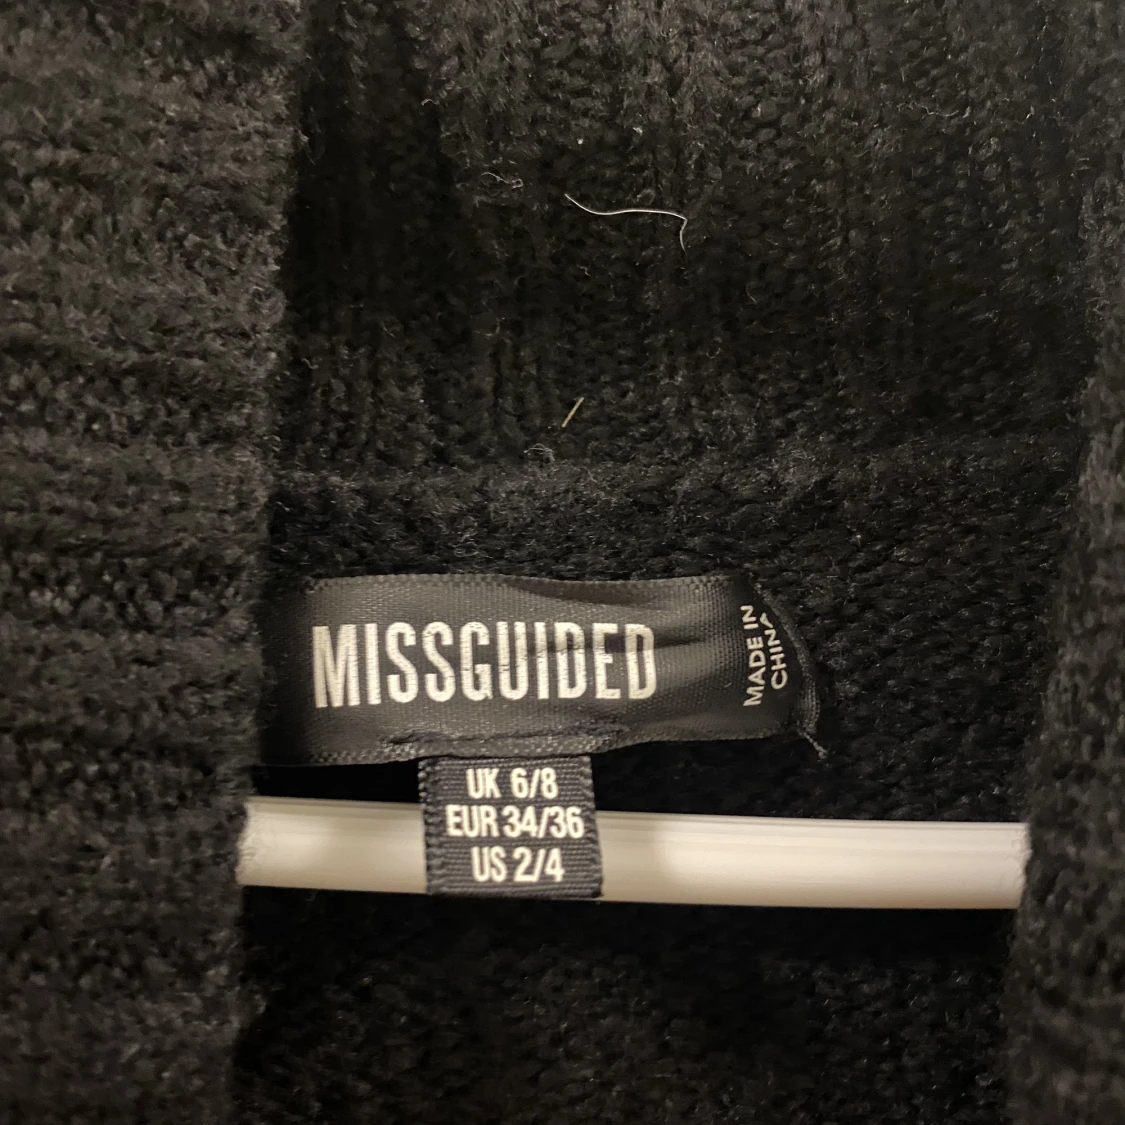 MISSGUIDED
MADE IN
CHINA
UK 6/8
EUR 34/36
US 2/4